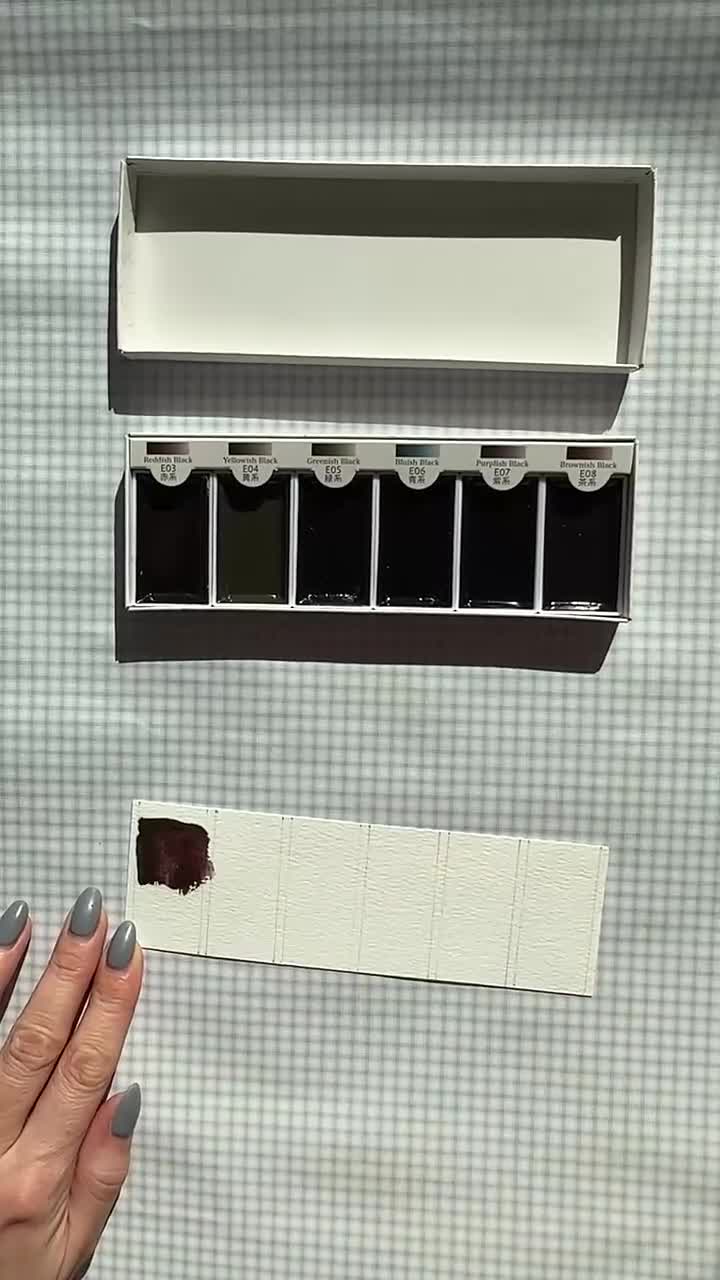 Reddish Black
E03
赤系
Yellowish Black
E04
黄系
Greenish Black
E05
緑系
Bluish Black
E06
青系
Purplish Black
E07
紫系
Brownish Black
E08
茶系